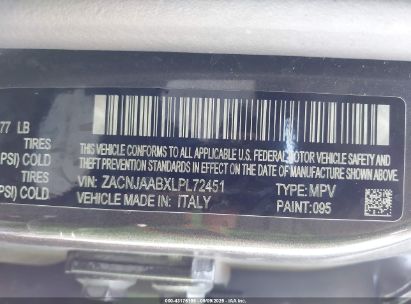 77 LB
TIRES
PSI) COLD
TIRES
PSI) COLD
THIS VEHICLE CONFORMS TO ALL APPLICABLE U.S. FEDERAL MOTOR VEHICLE SAFETY AND
THEFT PREVENTION STANDARDS IN EFFECT ON THE DATE OF MANUFACTURE SHOWN ABOVE.
VIN: ZACNJAABXLPL72451 TYPE: MPV
VEHICLE MADE IN: ITALY PAINT: 095